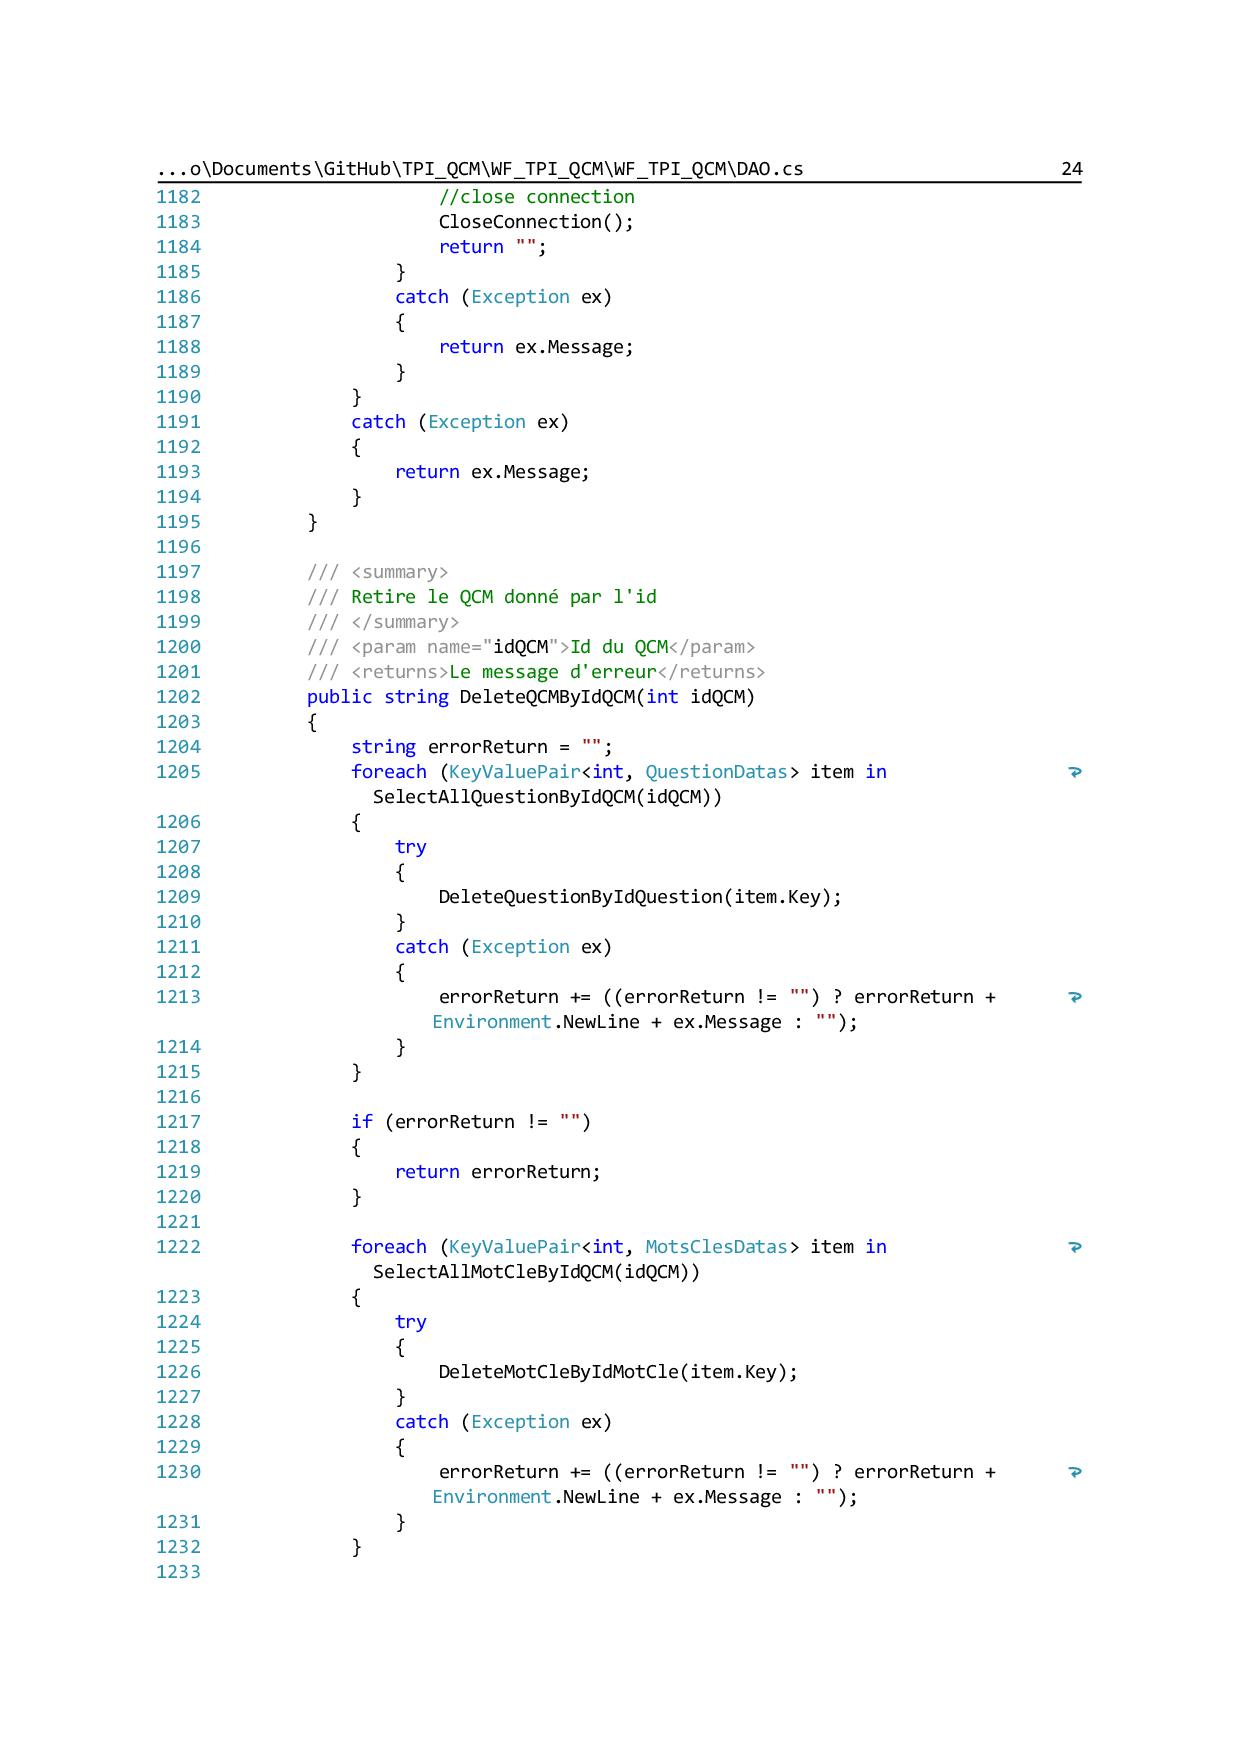 ...o\Documents\GitHub\TPI_QCM\WF_TPI_QCM\WF_TPI_QCM\DAO.cs 24
1182 //close connection
1183 CloseConnection();
1184 return "";
1185 }
1186 catch (Exception ex)
1187 {
1188 return ex.Message;
1189 }
1190 }
1191 catch (Exception ex)
1192 {
1193 return ex.Message;
1194 }
1195 }
1196
1197 /// <summary>
1198 /// Retire le QCM donné par l'id
1199 /// </summary>
1200 /// <param name="idQCM">Id du QCM</param>
1201 /// <returns>Le message d'erreur</returns>
1202 public string DeleteQCMByIdQCM(int idQCM)
1203 {
1204 string errorReturn = "";
1205 foreach (KeyValuePair<int, QuestionDatas> item in
SelectAllQuestionByIdQCM(idQCM))
1206 {
1207 try
1208 {
1209 DeleteQuestionByIdQuestion(item.Key);
1210 }
1211 catch (Exception ex)
1212 {
1213 errorReturn += ((errorReturn != "") ? errorReturn +
Environment.NewLine + ex.Message : "");
1214 }
1215 }
1216
1217 if (errorReturn != "")
1218 {
1219 return errorReturn;
1220 }
1221
1222 foreach (KeyValuePair<int, MotsClesDatas> item in
SelectAllMotCleByIdQCM(idQCM))
1223 {
1224 try
1225 {
1226 DeleteMotCleByIdMotCle(item.Key);
1227 }
1228 catch (Exception ex)
1229 {
1230 errorReturn += ((errorReturn != "") ? errorReturn +
Environment.NewLine + ex.Message : "");
1231 }
1232 }
1233